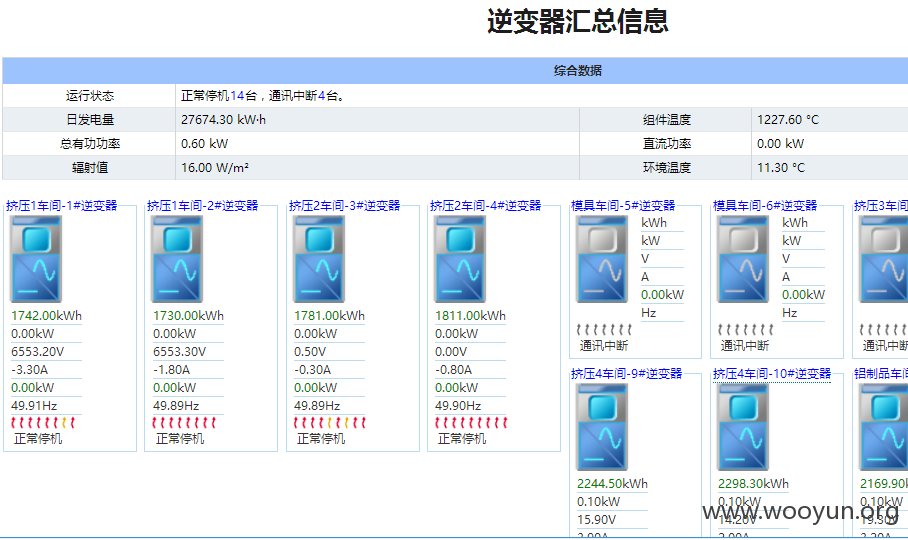 逆变器汇总信息
综合数据
运行状态 正常停机14台，通讯中断4台。
日发电量 27674.30 kW·h 组件温度 1227.60 °C
总有功功率 0.60 kW 直流功率 0.00 kW
辐射值 16.00 W/m² 环境温度 11.30 °C
挤压1车间-1#逆变器
1742.00kWh
0.00kW
6553.20V
-3.30A
0.00kW
49.91Hz
正常停机
挤压1车间-2#逆变器
1730.00kWh
0.00kW
6553.30V
-1.80A
0.00kW
49.89Hz
正常停机
挤压2车间-3#逆变器
1781.00kWh
0.00kW
0.50V
-0.30A
0.00kW
49.89Hz
正常停机
挤压2车间-4#逆变器
1811.00kWh
0.00kW
0.00V
-0.80A
0.00kW
49.90Hz
正常停机
模具车间-5#逆变器
kWh
kW
V
A
0.00kW
Hz
通讯中断
模具车间-6#逆变器
kWh
kW
V
A
0.00kW
Hz
通讯中断
挤压3车间
通讯中断
挤压4车间-9#逆变器
2244.50kWh
0.10kW
15.90V
挤压4车间-10#逆变器
2298.30kWh
0.10kW
14.20V
铝制品车间
2169.90k
0.10kW
19.30V
www.wooyun.org